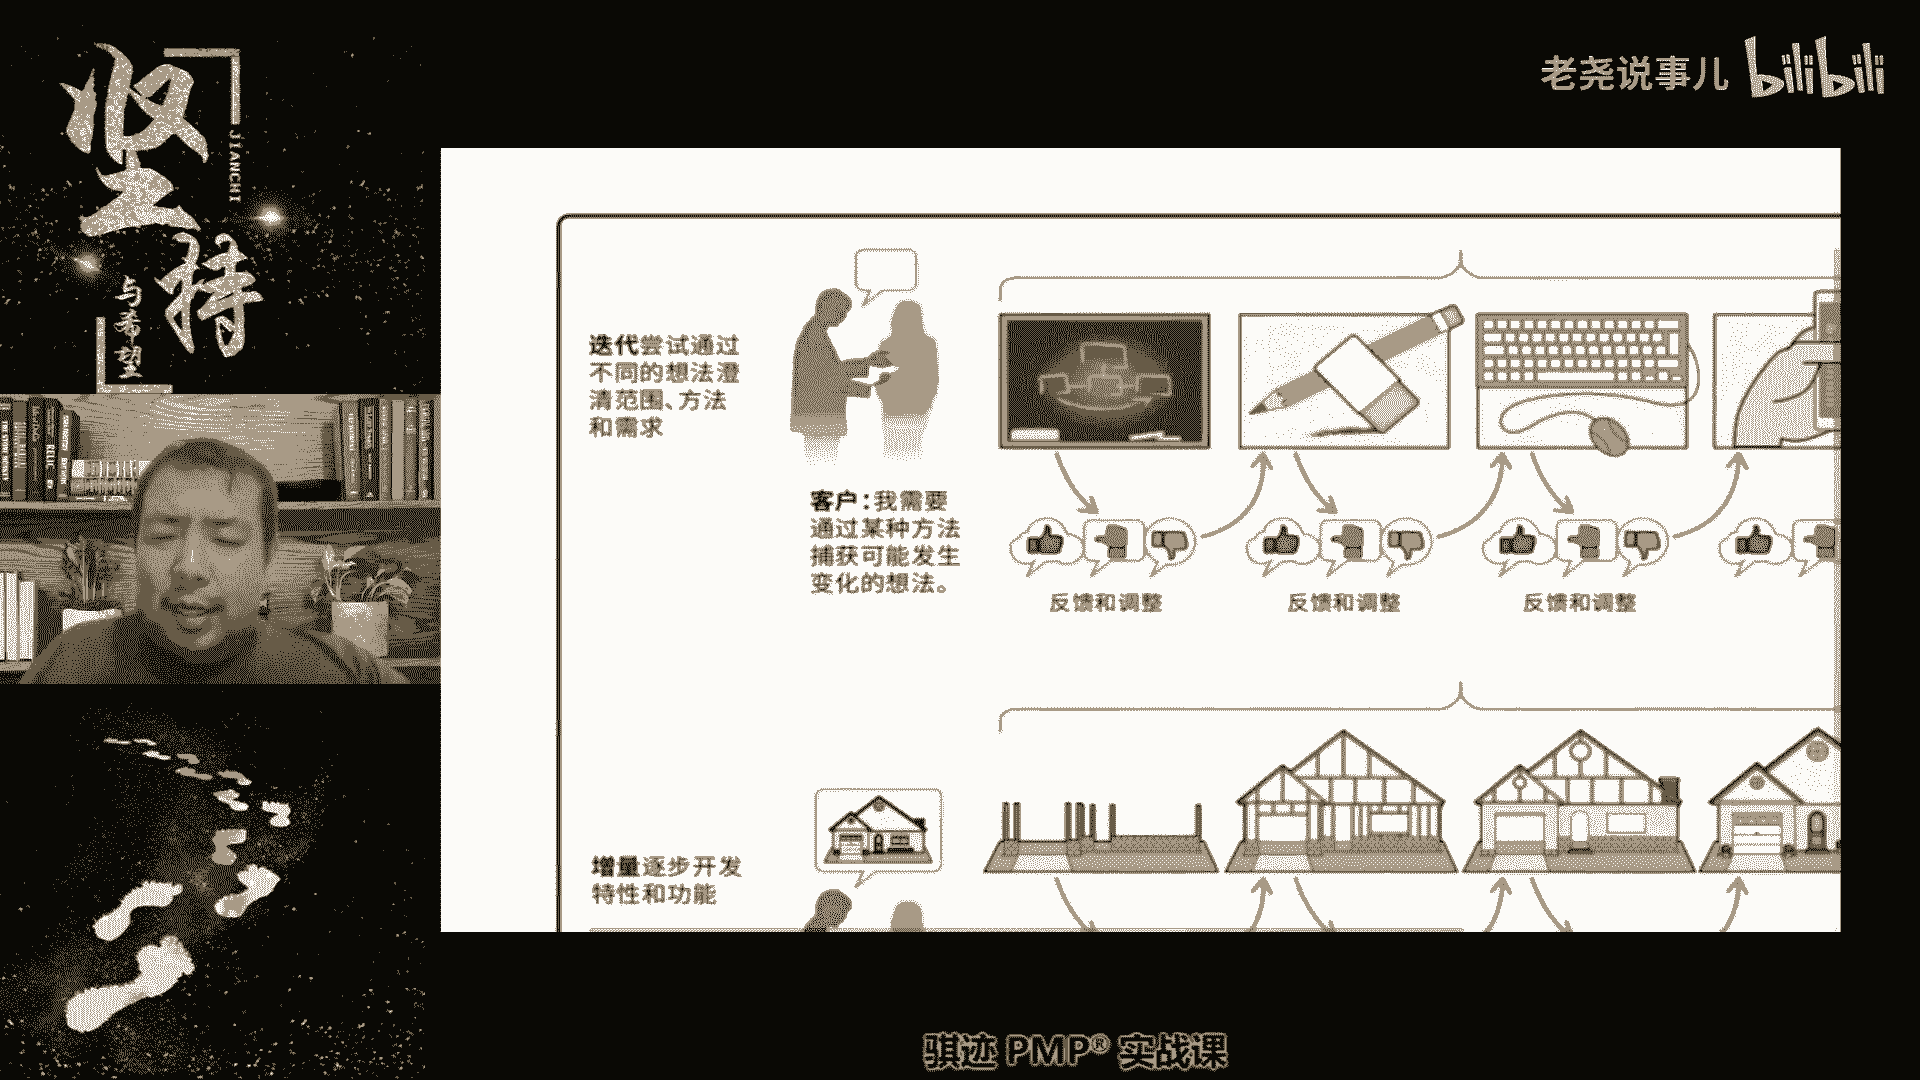 坚持
JIANCHI
与希望
老尧说事儿 bilibili
迭代尝试通过
不同的想法澄
清范围、方法
和需求
客户：我需要
通过某种方法
捕获可能发生
变化的想法。
反馈和调整
反馈和调整
反馈和调整
增量逐步开发
特性和功能
骐迹 PMP® 实战课